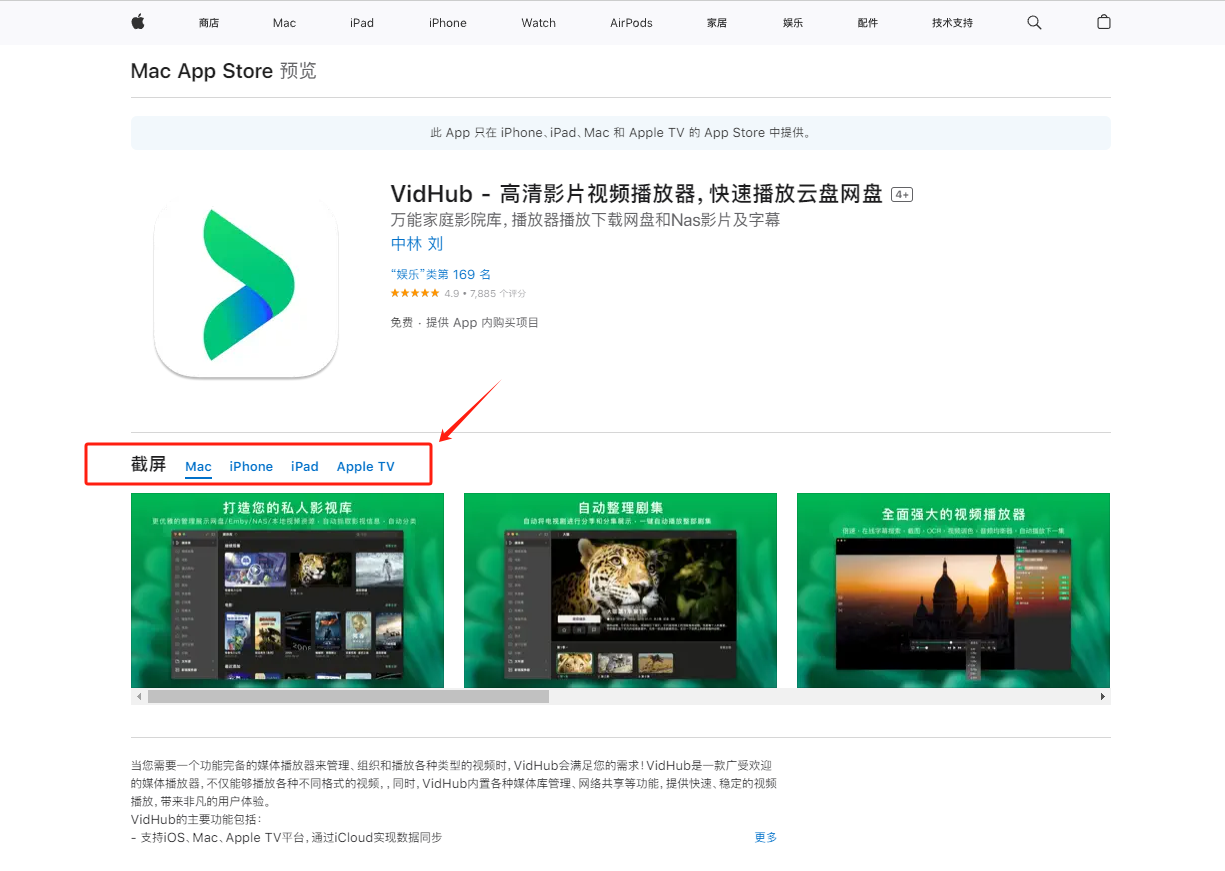 商店 Mac iPad iPhone Watch AirPods 家居 娱乐 配件 技术支持
Mac App Store 预览
此 App 只在 iPhone、iPad、Mac 和 Apple TV 的 App Store 中提供。
VidHub - 高清影片视频播放器，快速播放云盘网盘 4+
万能家庭影院库，播放器播放下载网盘和Nas影片及字幕
中林 刘
“娱乐”类第 169 名
★★★★★ 4.9 • 7,885 个评分
免费 · 提供 App 内购买项目
截屏 Mac iPhone iPad Apple TV
打造您的私人影视库
更优雅的管理展示网盘/Emby/NAS/本地视频资源·自动抓取影视信息·自动分类
自动整理剧集
自动将电视剧进行分季和分集展示·一键自动播放整部剧集
全面强大的视频播放器
倍速·在线字幕搜索·截图·OCR·视频调色·音频均衡器·自动播放下一集
当您需要一个功能完备的媒体播放器来管理、组织和播放各种类型的视频时，VidHub会满足您的需求！VidHub是一款广受欢迎
的媒体播放器，不仅能够播放各种不同格式的视频，，同时，VidHub内置各种媒体库管理、网络共享等功能，提供快速、稳定的视频
播放，带来非凡的用户体验。
VidHub的主要功能包括：
- 支持iOS、Mac、Apple TV平台，通过iCloud实现数据同步
更多